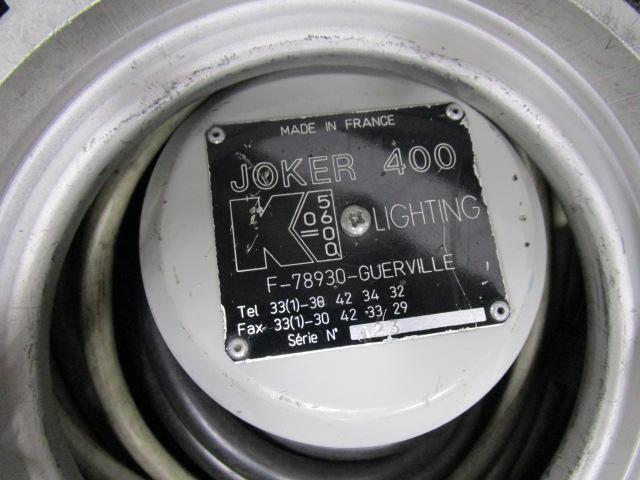 MADE IN FRANCE
JOKER 400
K 5600 LIGHTING
F-78930-GUERVILLE
Tel 33(1)-30 42 34 32
Fax 33(1)-30 42 33 29
Série N° 123